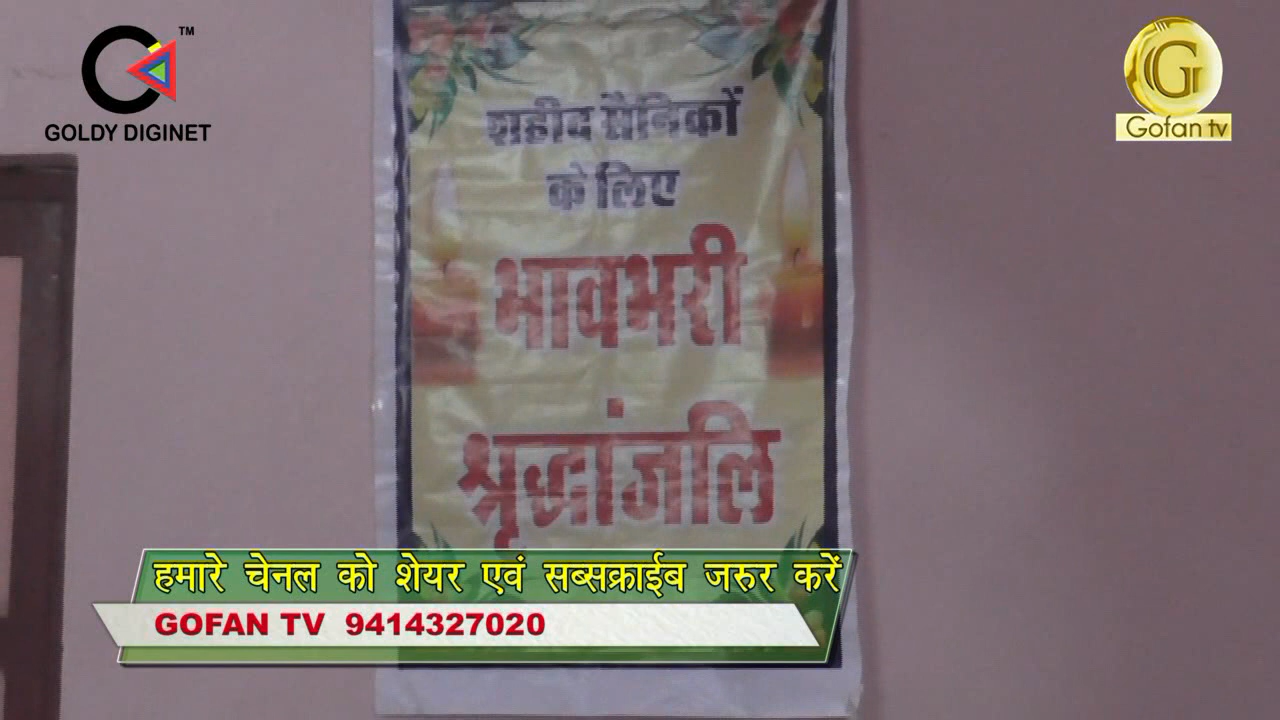 GOLDY DIGINET
TM
G
Gofan tv
शहीद सैनिकों
के लिए
भावभरी
श्रृद्धांजलि
हमारे चेनल को शेयर एवं सब्सक्राईब जरुर करें
GOFAN TV 9414327020